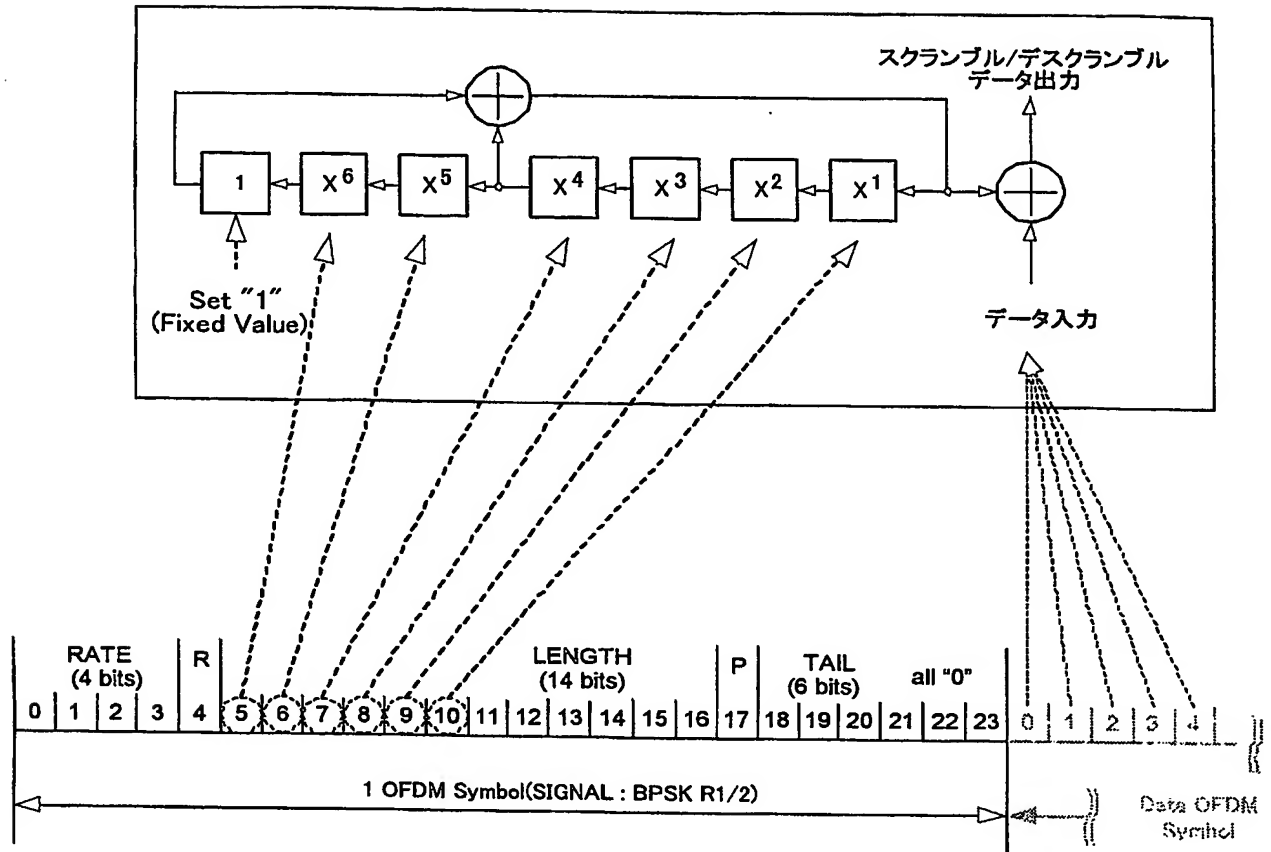 スクランブル/デスクランブル
データ出力
1 X6 X5 X4 X3 X2 X1
Set "1"
(Fixed Value)
データ入力
RATE
(4 bits)
R
LENGTH
(14 bits)
P
TAIL
(6 bits)
all "0"
0 1 2 3 4 5 6 7 8 9 10 11 12 13 14 15 16 17 18 19 20 21 22 23 0 1 2 3 4
1 OFDM Symbol(SIGNAL : BPSK R1/2)
Data OFDM
Symbol